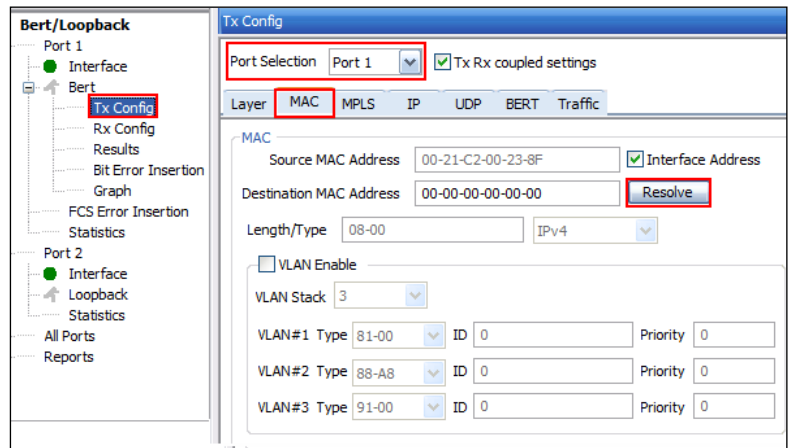 Bert/Loopback
Port 1
Interface
Bert
Tx Config
Rx Config
Results
Bit Error Insertion
Graph
FCS Error Insertion
Statistics
Port 2
Interface
Loopback
Statistics
All Ports
Reports
Tx Config
Port Selection Port 1 Tx Rx coupled settings
Layer MAC MPLS IP UDP BERT Traffic
MAC
Source MAC Address 00-21-C2-00-23-8F Interface Address
Destination MAC Address 00-00-00-00-00-00 Resolve
Length/Type 08-00 IPv4
VLAN Enable
VLAN Stack 3
VLAN#1 Type 81-00 ID 0 Priority 0
VLAN#2 Type 88-A8 ID 0 Priority 0
VLAN#3 Type 91-00 ID 0 Priority 0